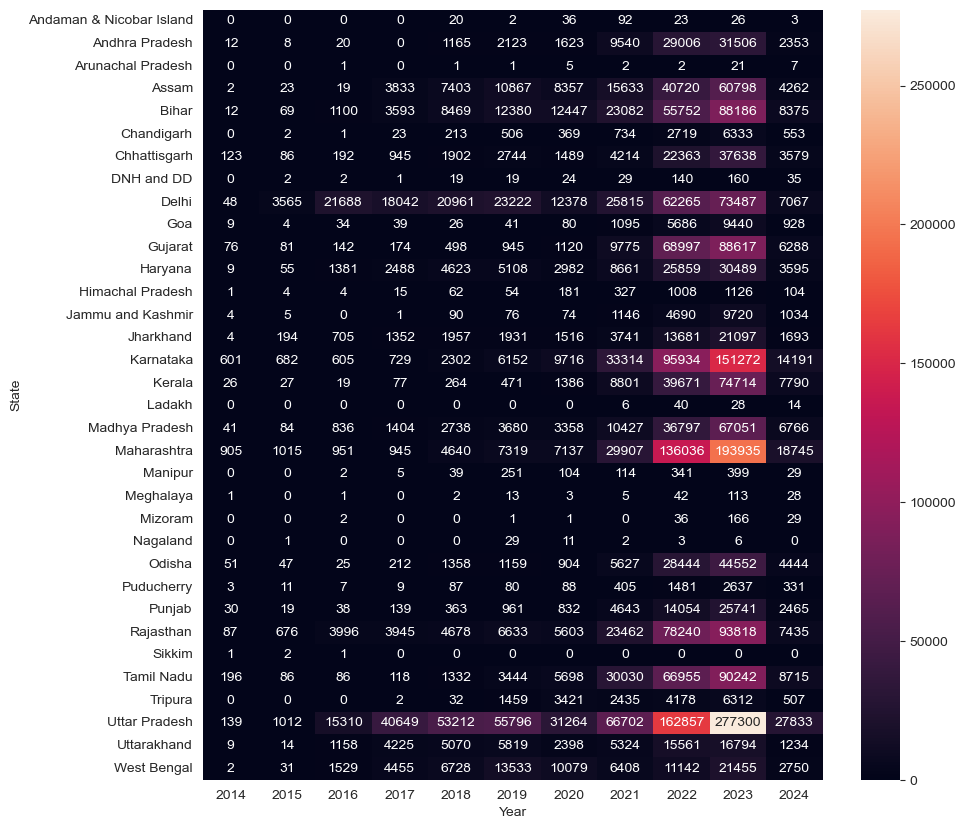 Andaman & Nicobar Island 0 0 0 0 20 2 36 92 23 26 3
Andhra Pradesh 12 8 20 0 1165 2123 1623 9540 29006 31506 2353
Arunachal Pradesh 0 0 1 0 1 1 5 2 2 21 7
Assam 2 23 19 3833 7403 10867 8357 15633 40720 60798 4262
Bihar 12 69 1100 3593 8469 12380 12447 23082 55752 88186 8375
Chandigarh 0 2 1 23 213 506 369 734 2719 6333 553
Chhattisgarh 123 86 192 945 1902 2744 1489 4214 22363 37638 3579
DNH and DD 0 2 2 1 19 19 24 29 140 160 35
Delhi 48 3565 21688 18042 20961 23222 12378 25815 62265 73487 7067
Goa 9 4 34 39 26 41 80 1095 5686 9440 928
Gujarat 76 81 142 174 498 945 1120 9775 68997 88617 6288
Haryana 9 55 1381 2488 4623 5108 2982 8661 25859 30489 3595
Himachal Pradesh 1 4 4 15 62 54 181 327 1008 1126 104
Jammu and Kashmir 4 5 0 1 90 76 74 1146 4690 9720 1034
Jharkhand 4 194 705 1352 1957 1931 1516 3741 13681 21097 1693
Karnataka 601 682 605 729 2302 6152 9716 33314 95934 151272 14191
Kerala 26 27 19 77 264 471 1386 8801 39671 74714 7790
Ladakh 0 0 0 0 0 0 0 6 40 28 14
Madhya Pradesh 41 84 836 1404 2738 3680 3358 10427 36797 67051 6766
Maharashtra 905 1015 951 995 4640 7319 7137 29907 136036 193935 18745
Manipur 0 0 2 5 39 251 104 114 341 399 29
Meghalaya 1 0 1 0 2 13 3 5 42 113 28
Mizoram 0 0 2 0 0 1 1 0 36 166 29
Nagaland 0 1 0 0 0 29 11 2 3 6 0
Odisha 51 47 25 212 1358 1159 904 5627 28444 44552 4444
Puducherry 3 11 7 9 87 80 88 405 1481 2637 331
Punjab 30 19 38 139 363 961 832 4643 14054 25741 2465
Rajasthan 87 676 3996 3945 4678 6633 5603 23462 78240 93818 7435
Sikkim 1 2 1 0 0 0 0 0 0 0 0
Tamil Nadu 196 86 86 118 1332 3444 5698 30030 66955 90242 8715
Tripura 0 0 0 2 32 1459 3421 2435 4178 6312 507
Uttar Pradesh 139 1012 15310 40649 53212 55796 31264 66702 162857 277300 27833
Uttarakhand 9 14 1158 4225 5070 5819 2398 5324 15561 16794 1234
West Bengal 2 31 1529 4455 6728 13533 10079 6408 11142 21455 2750
2014 2015 2016 2017 2018 2019 2020 2021 2022 2023 2024
Year
State
250000
200000
150000
100000
50000
0